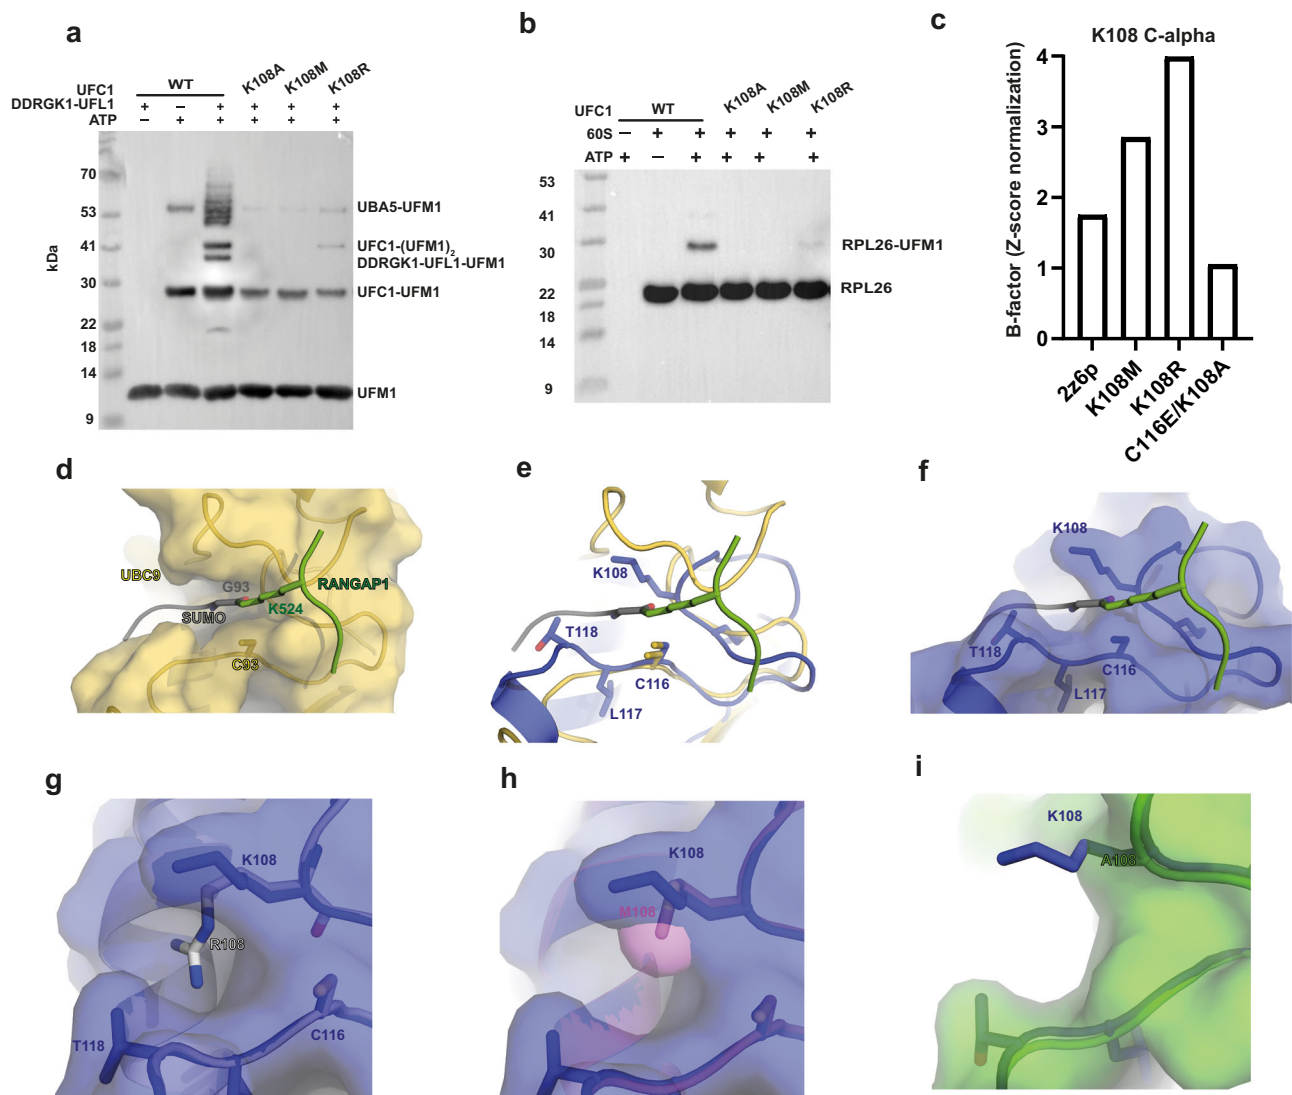 a
UFC1
WT
K108A
K108M
K108R
DDRGK1-UFL1
+
–
+
+
+
+
ATP
–
+
+
+
+
+
kDa
70
53
41
30
22
18
14
9
UBA5-UFM1
UFC1-(UFM1)2
DDRGK1-UFL1-UFM1
UFC1-UFM1
UFM1
b
UFC1
WT
K108A
K108M
K108R
60S
–
+
+
+
+
+
ATP
+
–
+
+
+
+
53
41
30
22
18
14
9
RPL26-UFM1
RPL26
c
K108 C-alpha
B-factor (Z-score normalization)
4
3
2
1
0
2z6p
K108M
K108R
C116E/K108A
d
UBC9
G93
RANGAP1
K524
SUMO
C93
e
K108
T118
C116
L117
f
K108
T118
C116
L117
g
K108
R108
T118
C116
h
K108
M108
i
K108
A108